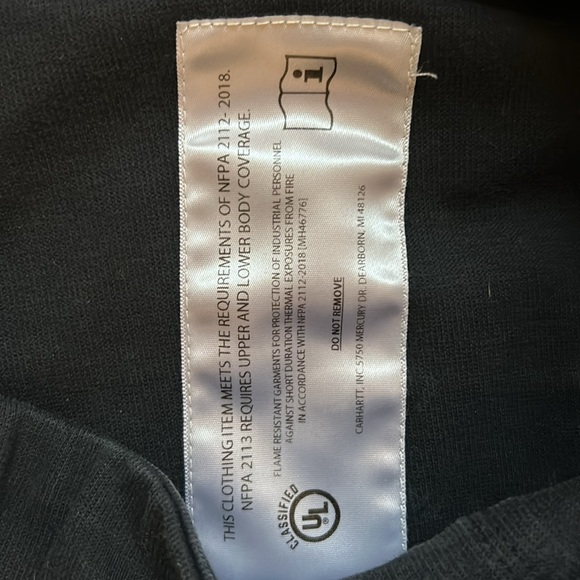 THIS CLOTHING ITEM MEETS THE REQUIREMENTS OF NFPA 2112- 2018.
NFPA 2113 REQUIRES UPPER AND LOWER BODY COVERAGE.
FLAME RESISTANT GARMENTS FOR PROTECTION OF INDUSTRIAL PERSONNEL
AGAINST SHORT DURATION THERMAL EXPOSURES FROM FIRE
IN ACCORDANCE WITH NFPA 2112-2018 [MH46776]
CLASSIFIED
UL
i
DO NOT REMOVE
CARHARTT, INC. 5750 MERCURY DR. DEARBORN, MI 48126